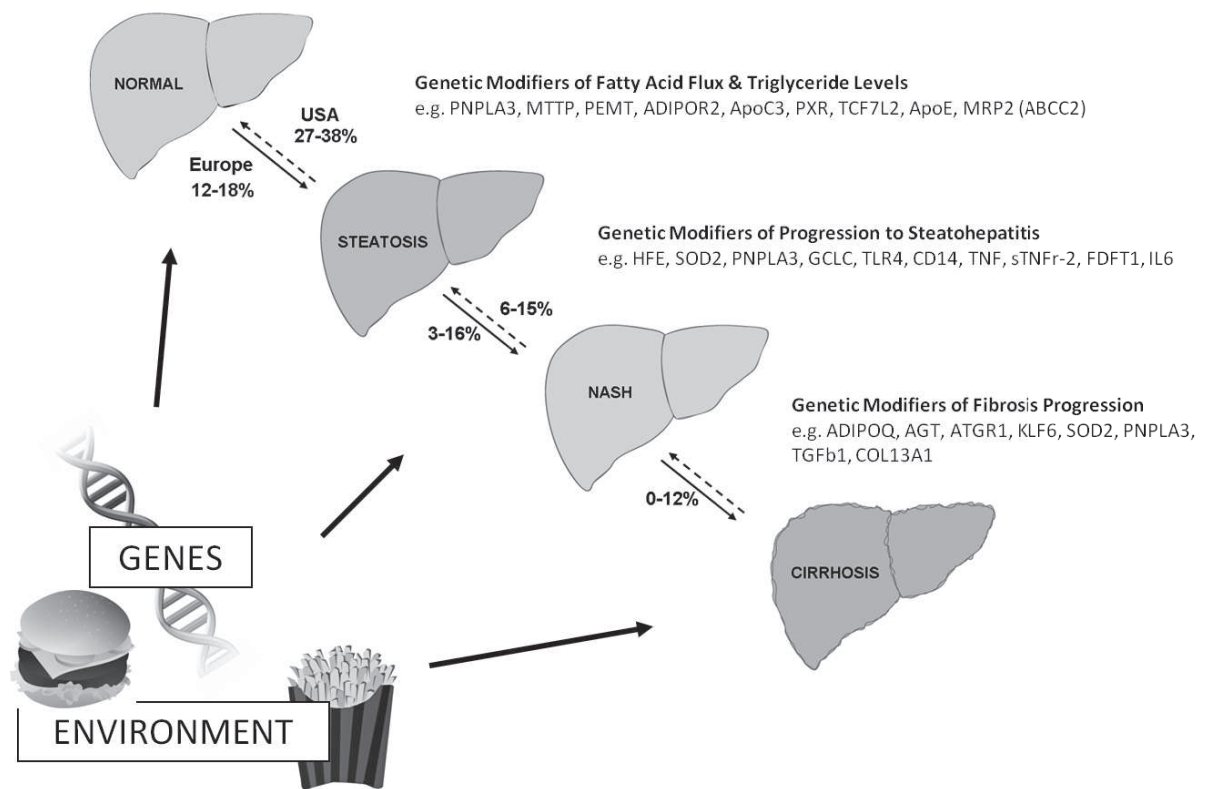 NORMAL
Genetic Modifiers of Fatty Acid Flux & Triglyceride Levels
e.g. PNPLA3, MTTP, PEMT, ADIPOR2, ApoC3, PXR, TCF7L2, ApoE, MRP2 (ABCC2)
USA
27-38%
Europe
12-18%
STEATOSIS
Genetic Modifiers of Progression to Steatohepatitis
e.g. HFE, SOD2, PNPLA3, GCLC, TLR4, CD14, TNF, sTNFr-2, FDFT1, IL6
6-15%
3-16%
NASH
Genetic Modifiers of Fibrosis Progression
e.g. ADIPOQ, AGT, ATGR1, KLF6, SOD2, PNPLA3,
TGFb1, COL13A1
0-12%
CIRRHOSIS
GENES
ENVIRONMENT